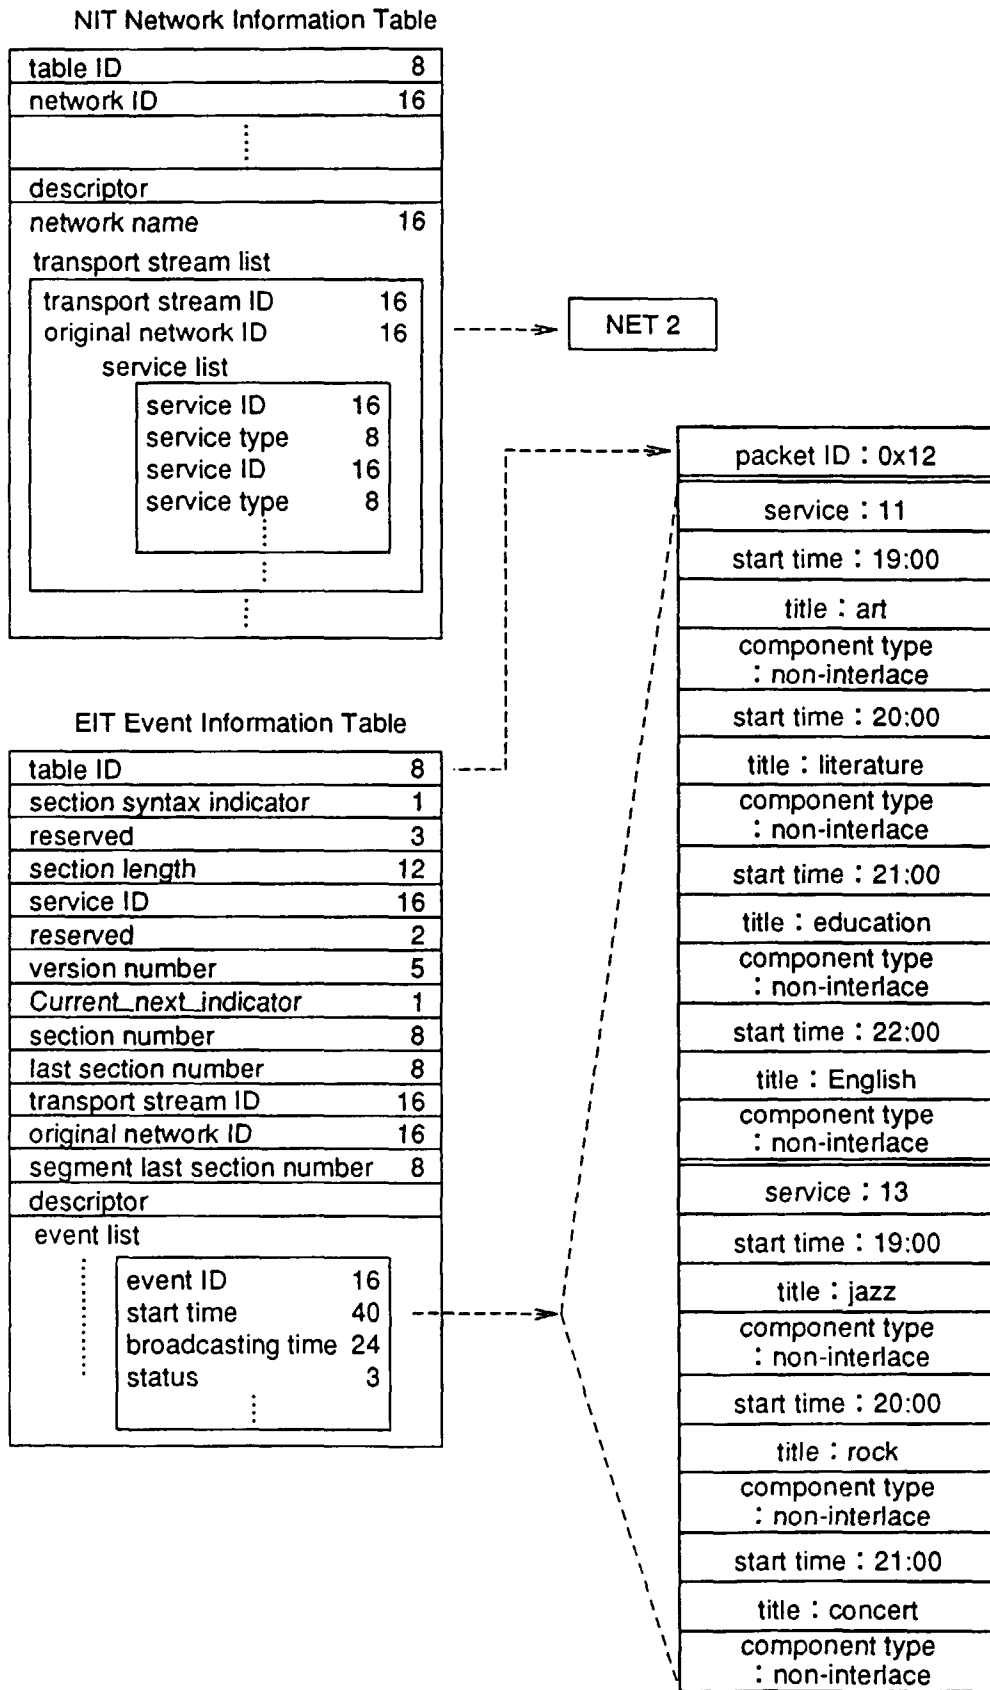 NIT Network Information Table
table ID 8
network ID 16
descriptor
network name 16
transport stream list
transport stream ID 16
original network ID 16
service list
service ID 16
service type 8
service ID 16
service type 8
NET 2
EIT Event Information Table
table ID 8
section syntax indicator 1
reserved 3
section length 12
service ID 16
reserved 2
version number 5
Current_next_indicator 1
section number 8
last section number 8
transport stream ID 16
original network ID 16
segment last section number 8
descriptor
event list
event ID 16
start time 40
broadcasting time 24
status 3
packet ID : 0x12
service : 11
start time : 19:00
title : art
component type
: non-interlace
start time : 20:00
title : literature
component type
: non-interlace
start time : 21:00
title : education
component type
: non-interlace
start time : 22:00
title : English
component type
: non-interlace
service : 13
start time : 19:00
title : jazz
component type
: non-interlace
start time : 20:00
title : rock
component type
: non-interlace
start time : 21:00
title : concert
component type
: non-interlace